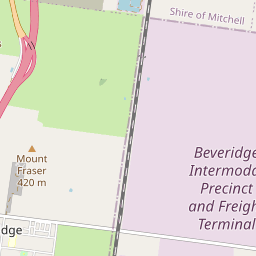 Shire of Mitchell
Mount
Fraser
420 m
Beveridge
Intermoda
Precinct
and Freigh
Terminal
dge